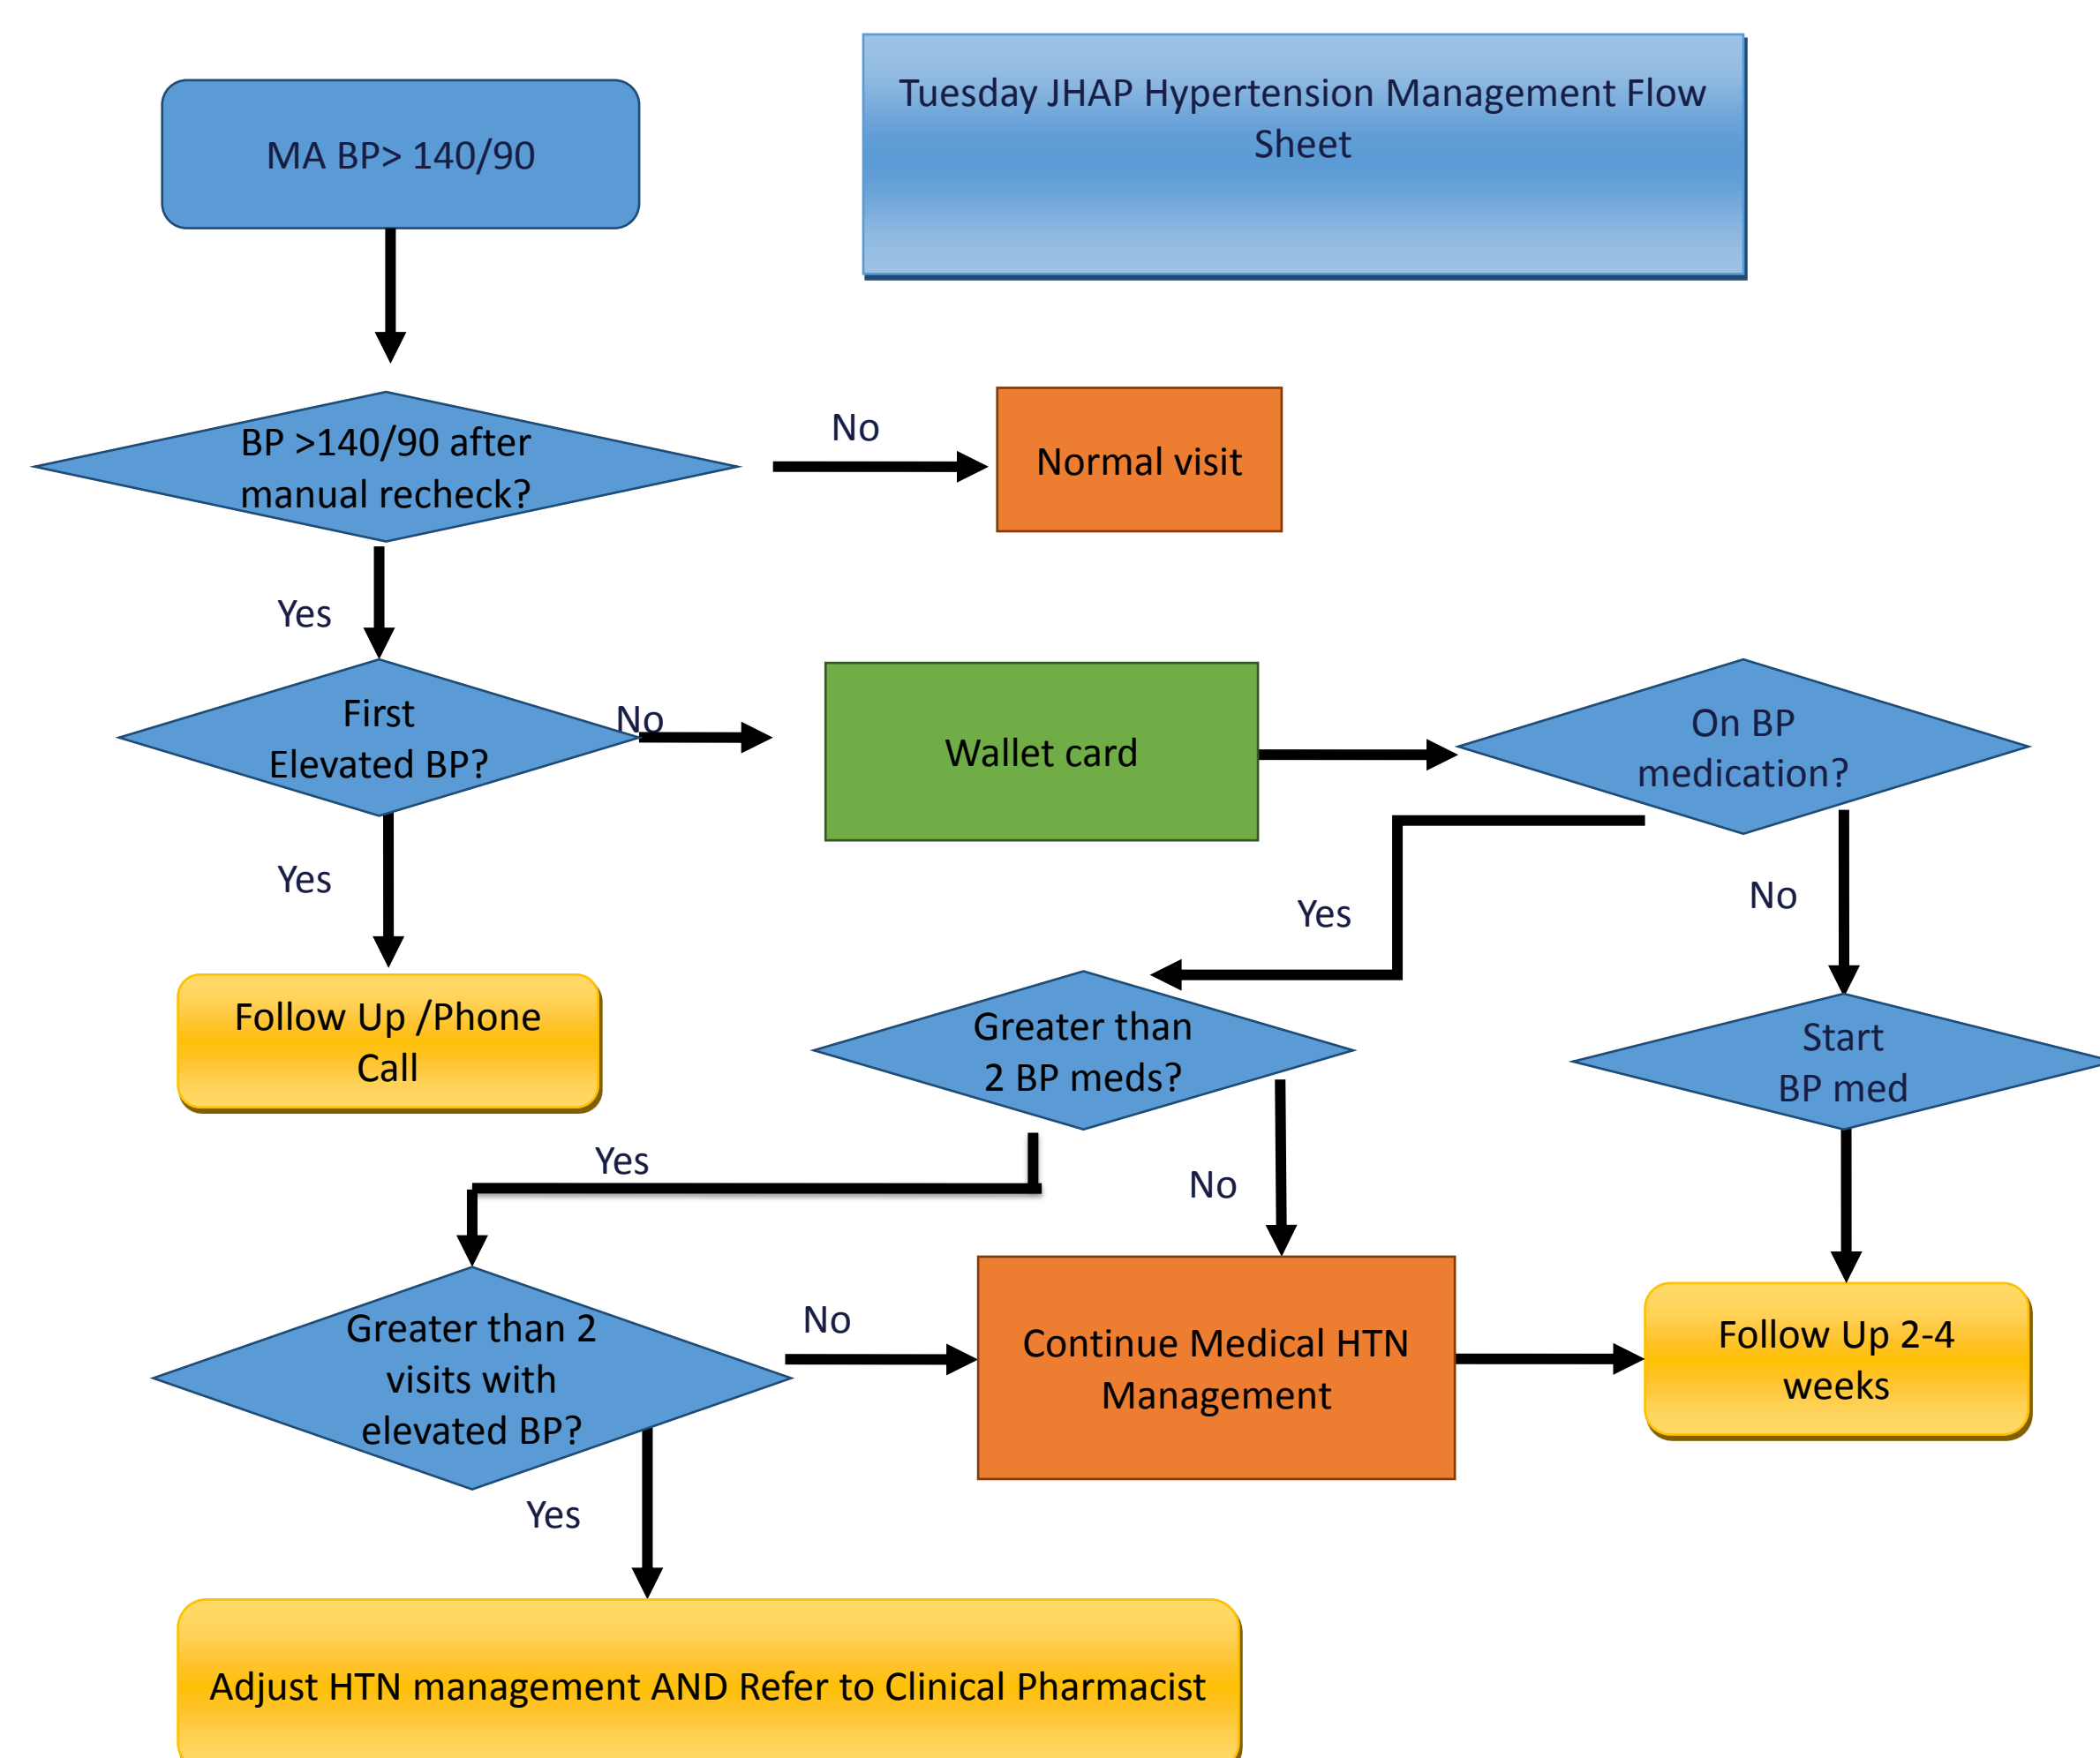 Tuesday JHAP Hypertension Management Flow
Sheet
MA BP> 140/90
BP >140/90 after
manual recheck?
No
Normal visit
Yes
First
Elevated BP?
No
Wallet card
On BP
medication?
Yes
Yes
No
Follow Up /Phone
Call
Greater than
2 BP meds?
Start
BP med
Yes
No
Greater than 2
visits with
elevated BP?
No
Continue Medical HTN
Management
Follow Up 2-4
weeks
Yes
Adjust HTN management AND Refer to Clinical Pharmacist